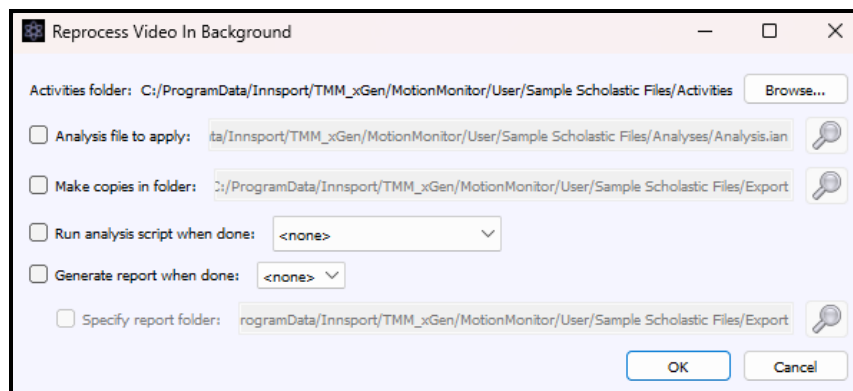 Reprocess Video In Background
Activities folder: C:/ProgramData/Innsport/TMM_xGen/MotionMonitor/User/Sample Scholastic Files/Activities Browse...
Analysis file to apply: ta/Innsport/TMM_xGen/MotionMonitor/User/Sample Scholastic Files/Analyses/Analysis.ian
Make copies in folder: C:/ProgramData/Innsport/TMM_xGen/MotionMonitor/User/Sample Scholastic Files/Export
Run analysis script when done: <none>
Generate report when done: <none>
Specify report folder: rogramData/Innsport/TMM_xGen/MotionMonitor/User/Sample Scholastic Files/Export
OK Cancel